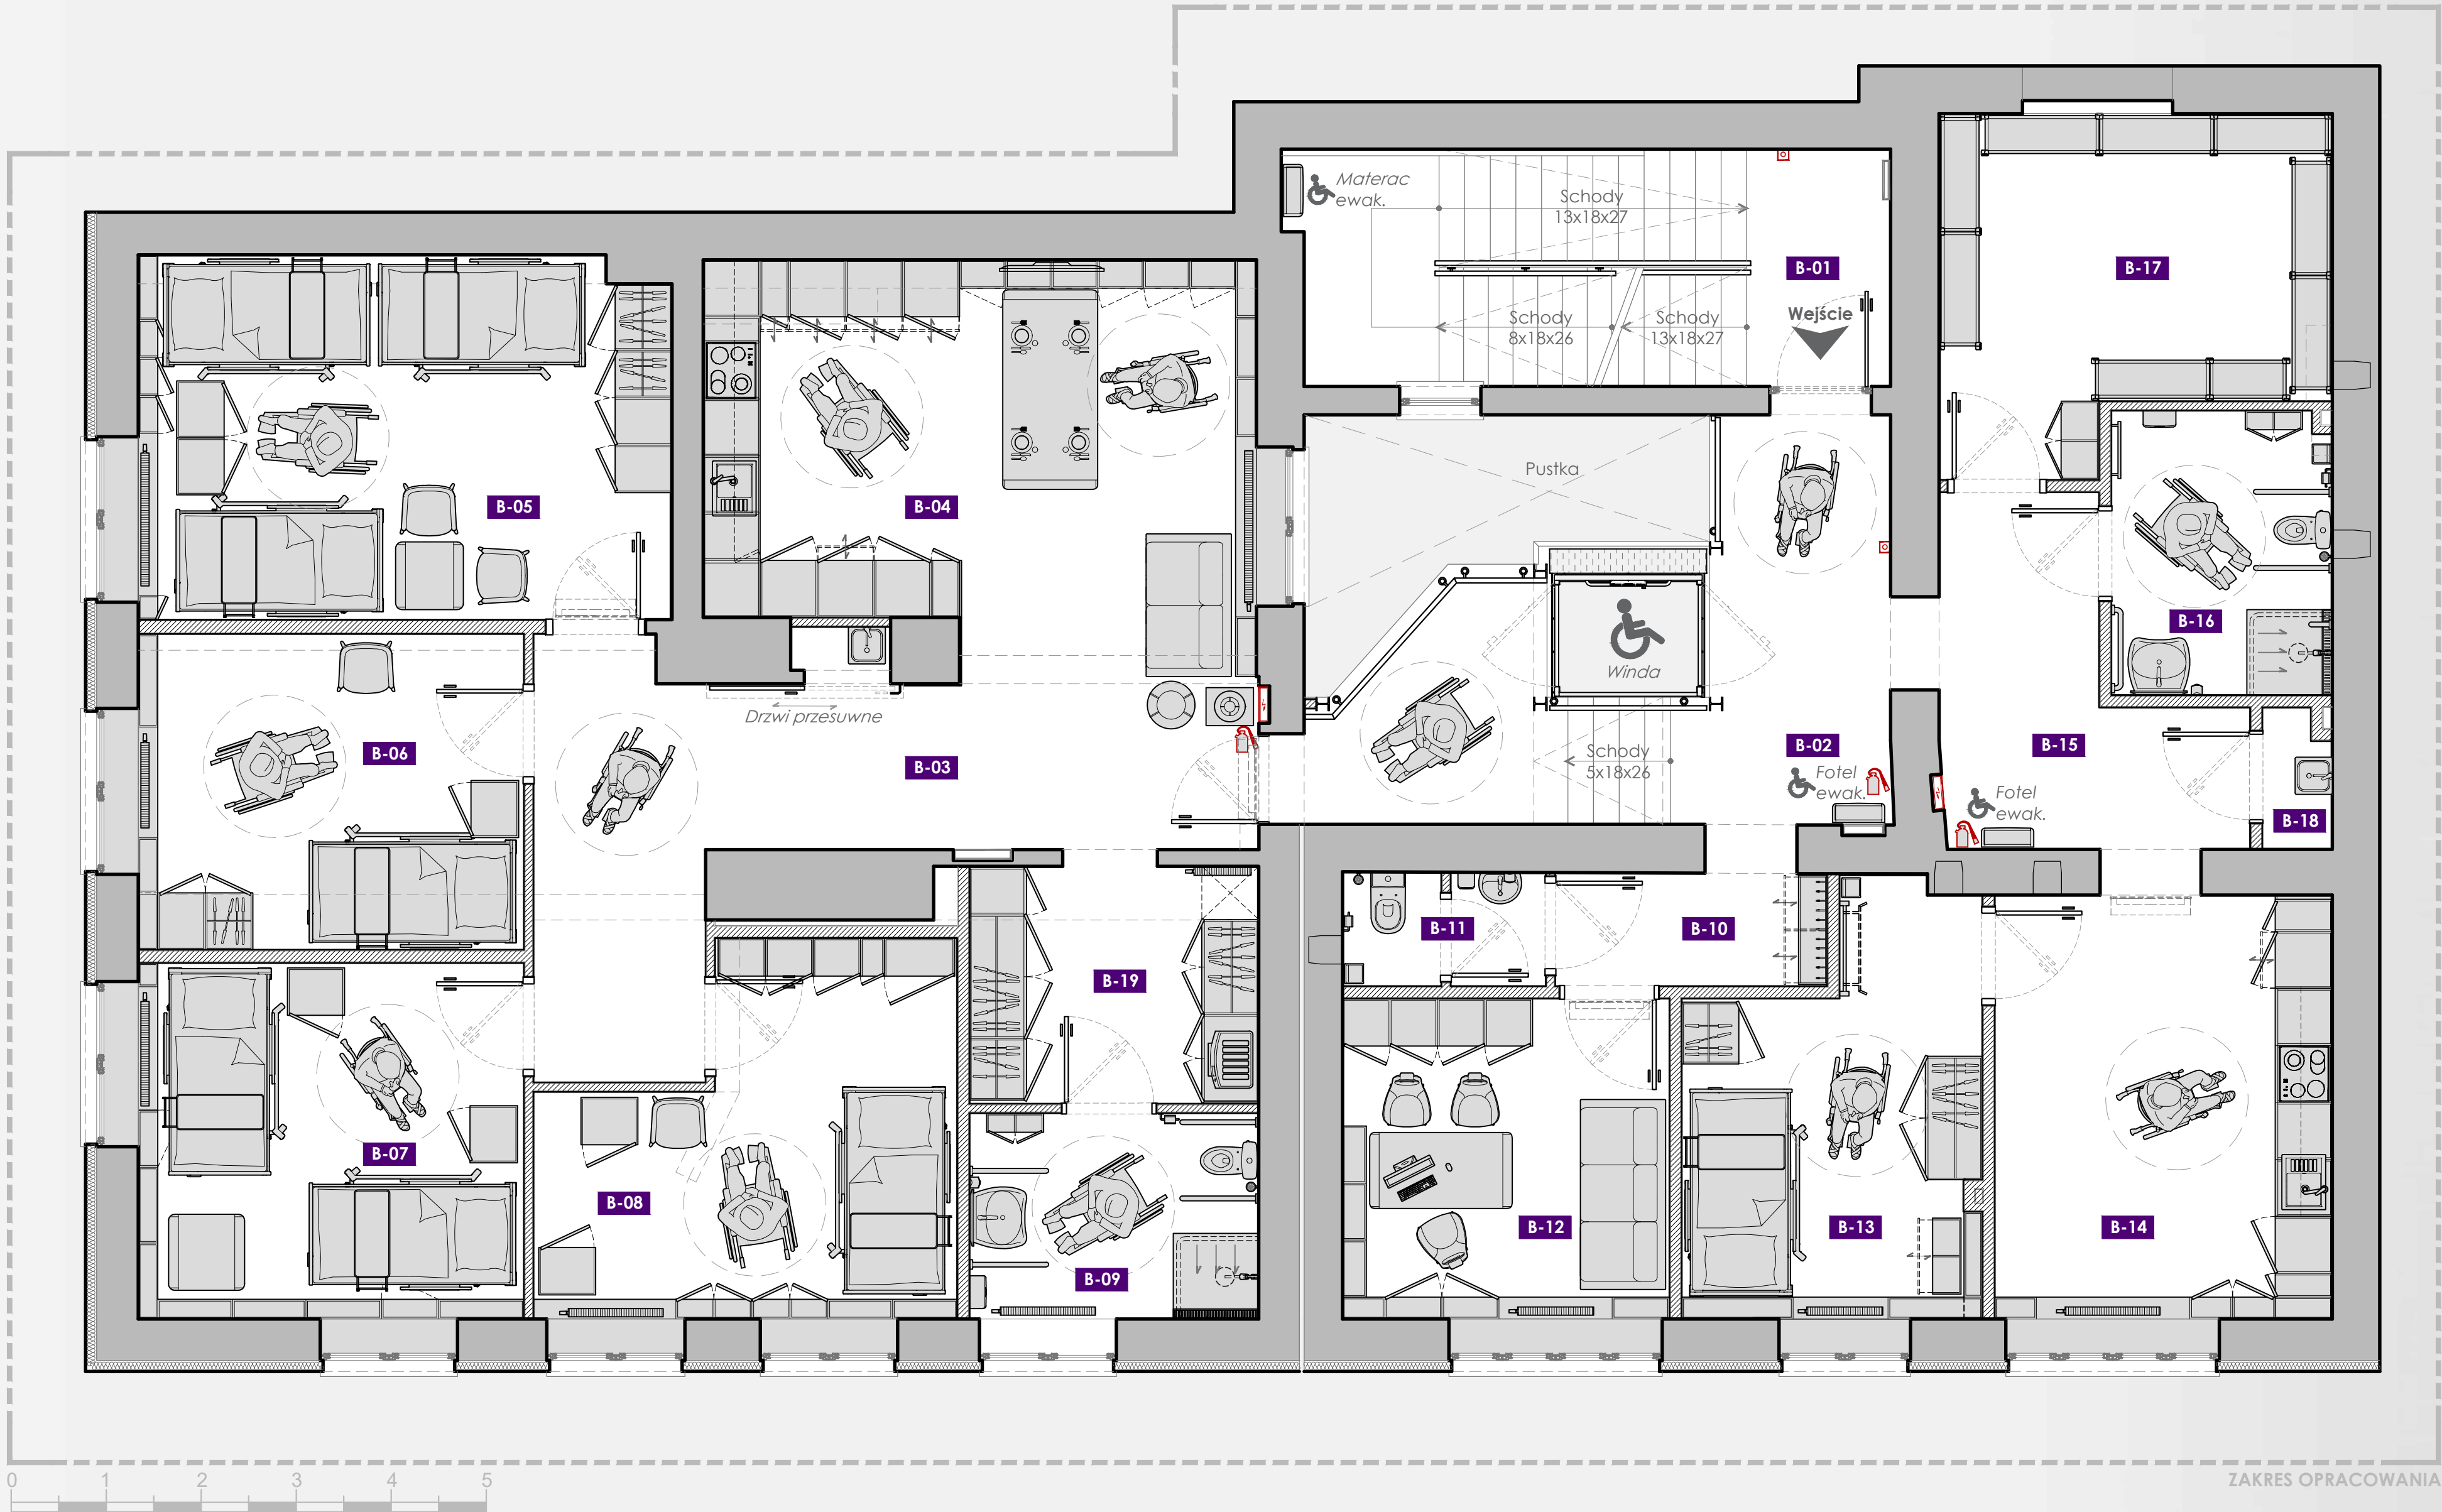 Materac
ewak.
Schody
13x18x27
B-01
B-17
Wejście
Schody
8x18x26
Schody
13x18x27
Pustka
B-05
B-04
B-16
Winda
Drzwi przesuwne
B-06
B-03
Schody
5x18x26
B-02
B-15
Fotel
ewak.
Fotel
ewak.
B-18
B-11
B-10
B-19
B-07
B-08
B-12
B-13
B-14
B-09
0 1 2 3 4 5
ZAKRES OPRACOWANIA